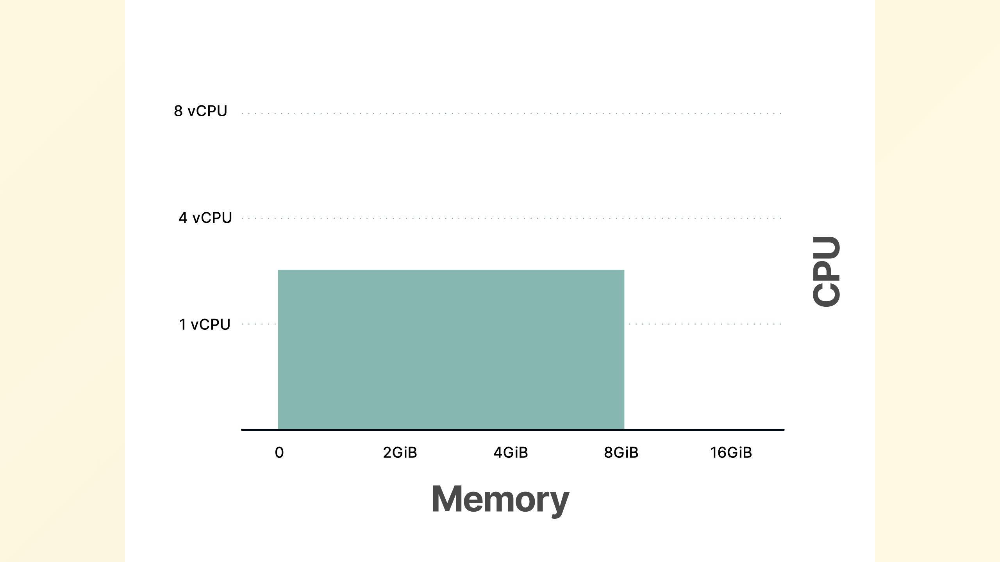 8 vCPU
4 vCPU
1 vCPU
CPU
0 2GiB 4GiB 8GiB 16GiB
Memory